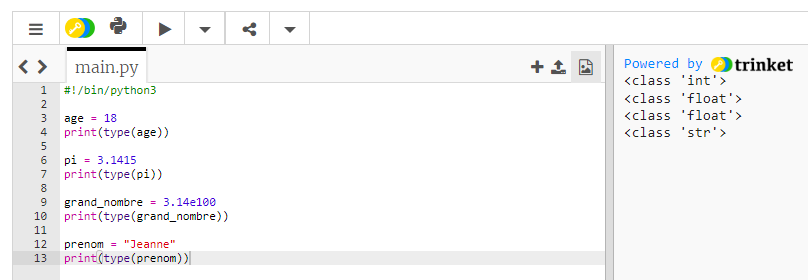 main.py
1 #!/bin/python3
2
3 age = 18
4 print(type(age))
5
6 pi = 3.1415
7 print(type(pi))
8
9 grand_nombre = 3.14e100
10 print(type(grand_nombre))
11
12 prenom = "Jeanne"
13 print(type(prenom))
Powered by trinket
<class 'int'>
<class 'float'>
<class 'float'>
<class 'str'>